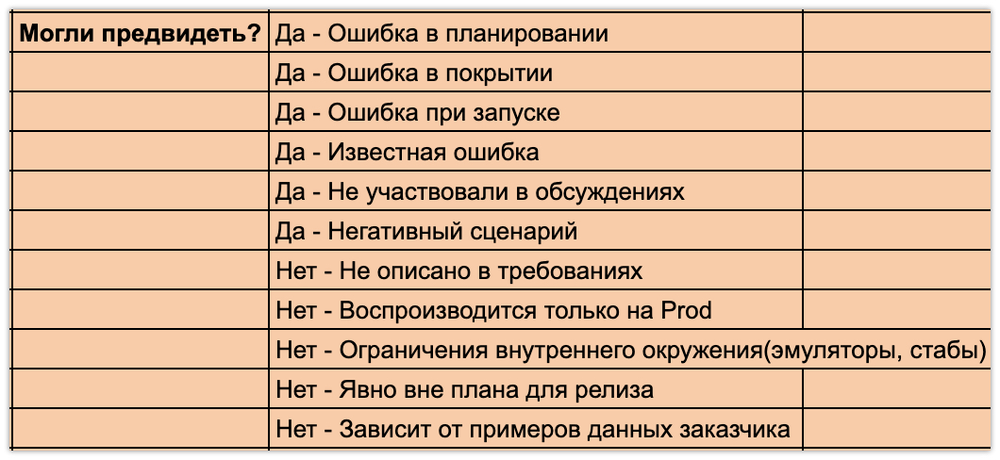 Могли предвидеть? Да - Ошибка в планировании
Да - Ошибка в покрытии
Да - Ошибка при запуске
Да - Известная ошибка
Да - Не участвовали в обсуждениях
Да - Негативный сценарий
Нет - Не описано в требованиях
Нет - Воспроизводится только на Prod
Нет - Ограничения внутреннего окружения(эмуляторы, стабы)
Нет - Явно вне плана для релиза
Нет - Зависит от примеров данных заказчика